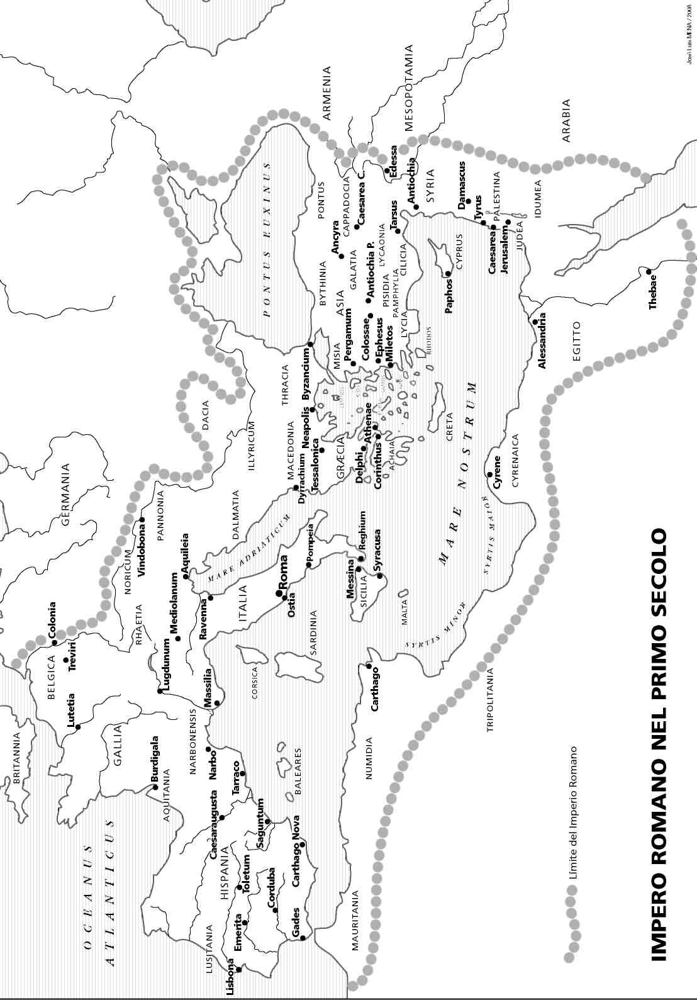 José Luis MENA / 2008
BRITANNIA
OCEANUS
ATLANTICUS
GERMANIA
BELGICA
Colonia
Treviri
Lutetia
GALLIA
Burdigala
AQUITANIA
NARBONENSIS
Lugdunum
Massilia
Narbo
RHAETIA
NORICUM
Vindobona
PANNONIA
Mediolanum
Aquileia
Ravenna
DALMATIA
MARE ADRIATICUM
ITALIA
Roma
Ostia
Pompeia
CORSICA
SARDINIA
Messina
Reghium
SICILIA
Syracusa
MALTA
Tarraco
Caesaraugusta
Saguntum
BALEARES
HISPANIA
Toletum
Carthago Nova
Corduba
Emerita
LUSITANIA
Lisbona
Gades
MAURITANIA
NUMIDIA
Carthago
TRIPOLITANIA
SYRTIS MINOR
SYRTIS MAIOR
MARE NOSTRUM
DACIA
ILLYRICUM
THRACIA
MACEDONIA
Byzancium
Neapolis
Dyrrachium
Tessalonica
GRÆCIA
Delphi
Athenae
Corinthus
ACHAIA
CRETA
RHODOS
PONTUS EUXINUS
BYTHINIA
PONTUS
ARMENIA
MESOPOTAMIA
ARABIA
MISIA
ASIA
Pergamum
Colossae
Ephesus
Miletos
GALATIA
Ancyra
CAPPADOCIA
Caesarea C.
Antiochia P.
PISIDIA
LYCAONIA
PAMPHYLIA
LYCIA
CILICIA
Tarsus
Edessa
Antiochia
SYRIA
CYPRUS
Paphos
Damascus
Tyrus
PALESTINA
Caesarea
Jerusalem
JUDEA
IDUMEA
Alessandria
EGITTO
Thebae
Cyrene
CYRENAICA
Límite del Imperio Romano
IMPERO ROMANO NEL PRIMO SECOLO